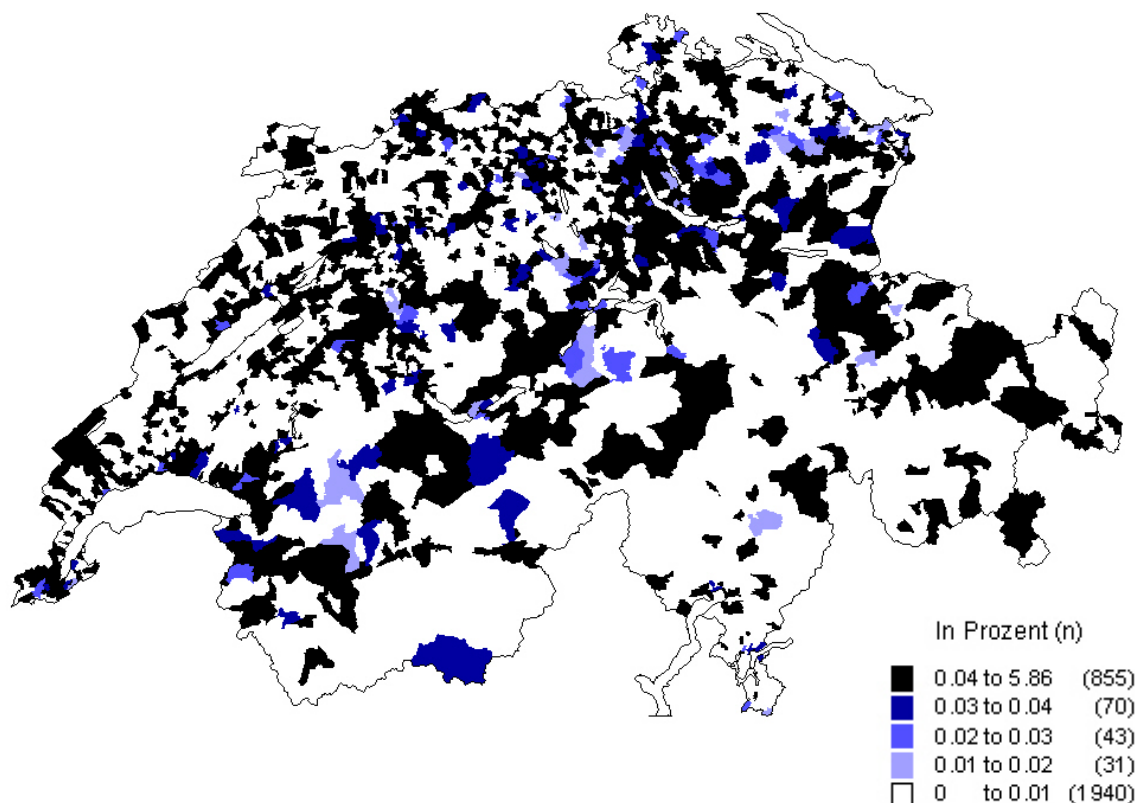 In Prozent (n)
0.04 to 5.86 (855)
0.03 to 0.04 (70)
0.02 to 0.03 (43)
0.01 to 0.02 (31)
0 to 0.01 (1940)